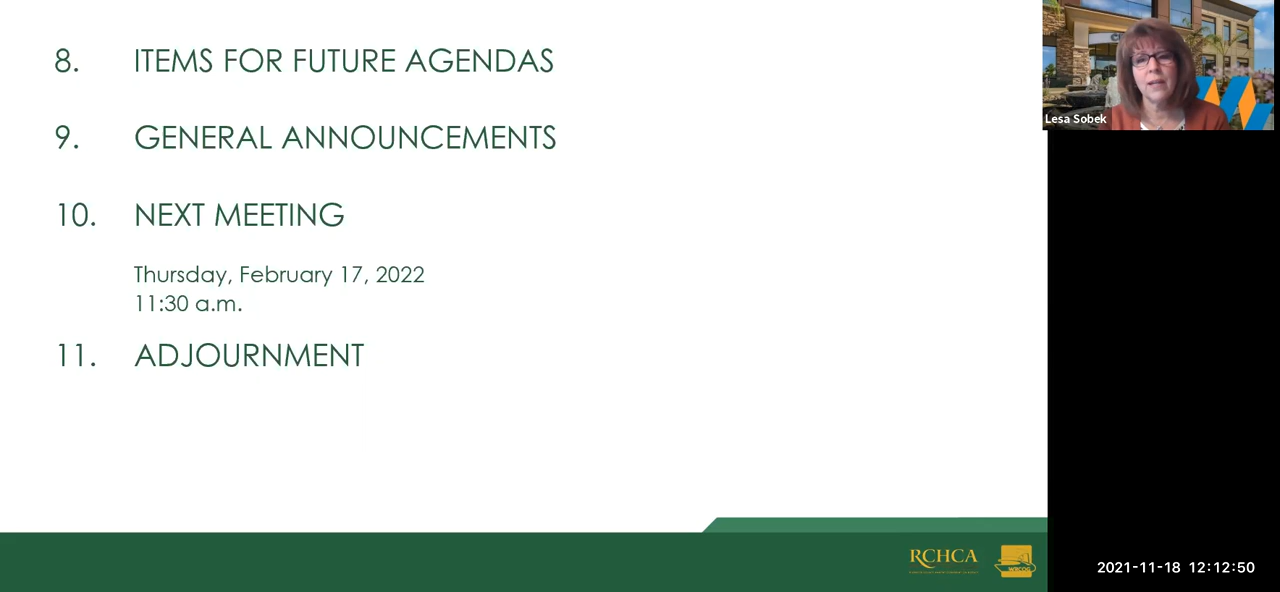 8. ITEMS FOR FUTURE AGENDAS
9. GENERAL ANNOUNCEMENTS
10. NEXT MEETING
Thursday, February 17, 2022
11:30 a.m.
11. ADJOURNMENT
Lesa Sobek
RCHCA
WRCOG
2021-11-18 12:12:50